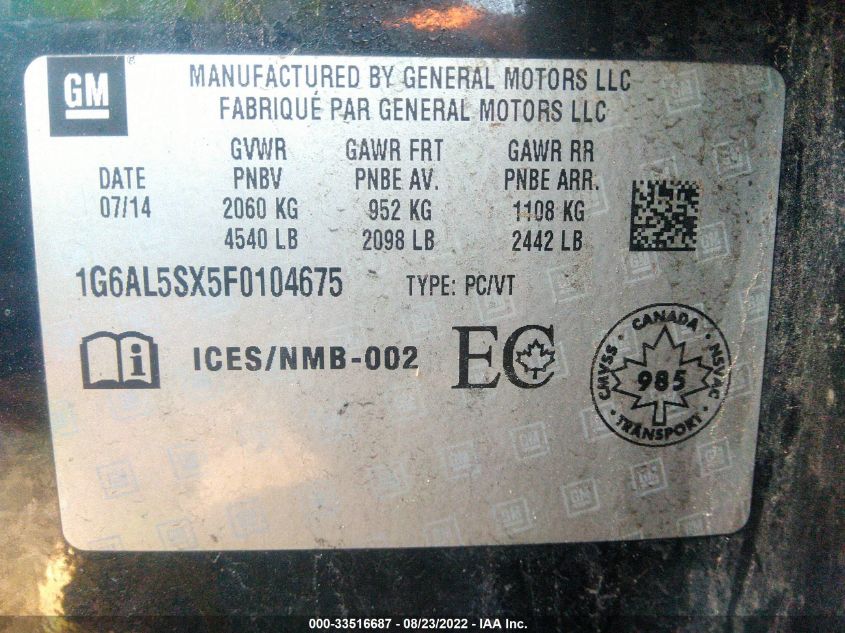 GM
MANUFACTURED BY GENERAL MOTORS LLC
FABRIQUÉ PAR GENERAL MOTORS LLC
GVWR GAWR FRT GAWR RR
DATE PNBV PNBE AV. PNBE ARR.
07/14 2060 KG 952 KG 1108 KG
4540 LB 2098 LB 2442 LB
1G6AL5SX5F0104675 TYPE: PC/VT
i ICES/NMB-002 EC
CANADA
CMVSS 985 NSVAC
TRANSPORT
000-33516687 - 08/23/2022 - IAA Inc.